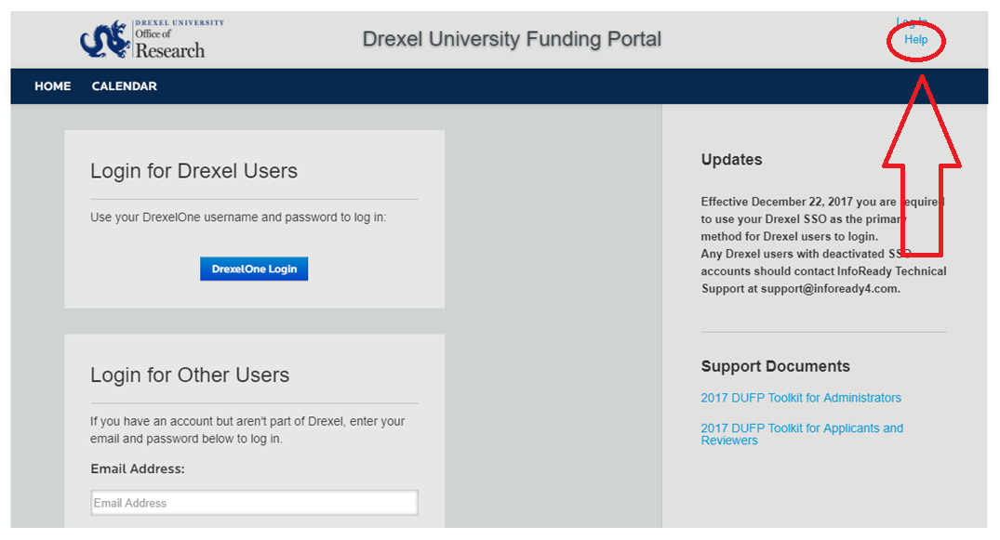 DREXEL UNIVERSITY
Office of
Research
Drexel University Funding Portal
Log In
Help
HOME CALENDAR
Login for Drexel Users
Use your DrexelOne username and password to log in:
DrexelOne Login
Login for Other Users
If you have an account but aren't part of Drexel, enter your
email and password below to log in.
Email Address:
Email Address
Updates
Effective December 22, 2017 you are required
to use your Drexel SSO as the primary
method for Drexel users to login.
Any Drexel users with deactivated SSO
accounts should contact InfoReady Technical
Support at support@infoready4.com.
Support Documents
2017 DUFP Toolkit for Administrators
2017 DUFP Toolkit for Applicants and
Reviewers